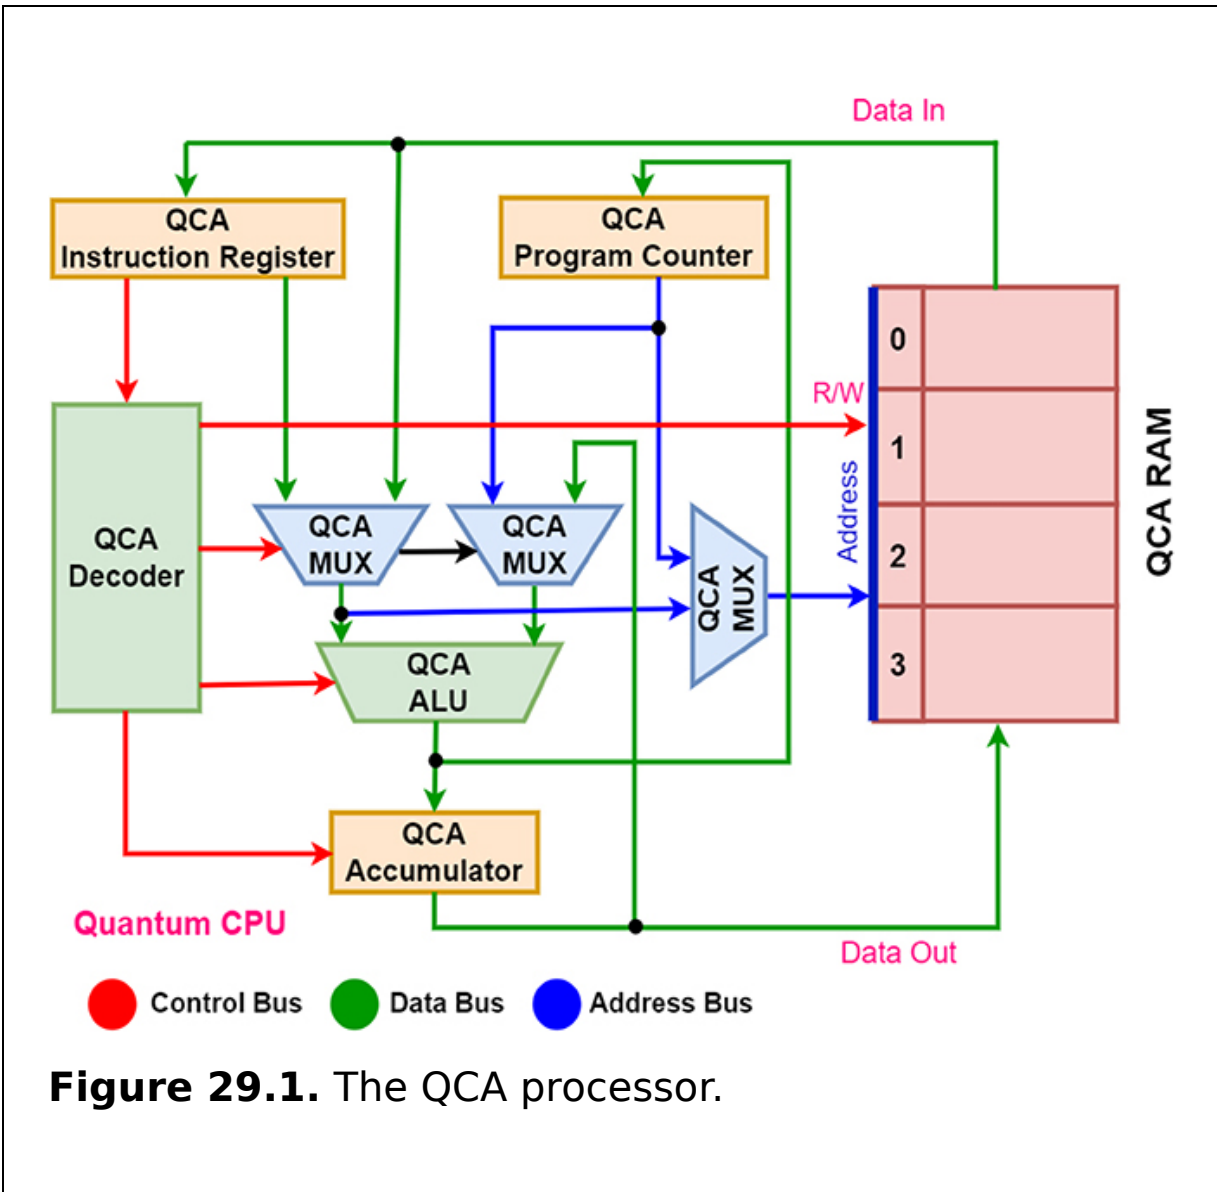 Data In
QCA
Instruction Register
QCA
Program Counter
0
R/W
1
Address
QCA RAM
QCA
Decoder
QCA
MUX
QCA
MUX
QCA
MUX
2
QCA
ALU
3
QCA
Accumulator
Quantum CPU
Data Out
Control Bus
Data Bus
Address Bus
Figure 29.1. The QCA processor.